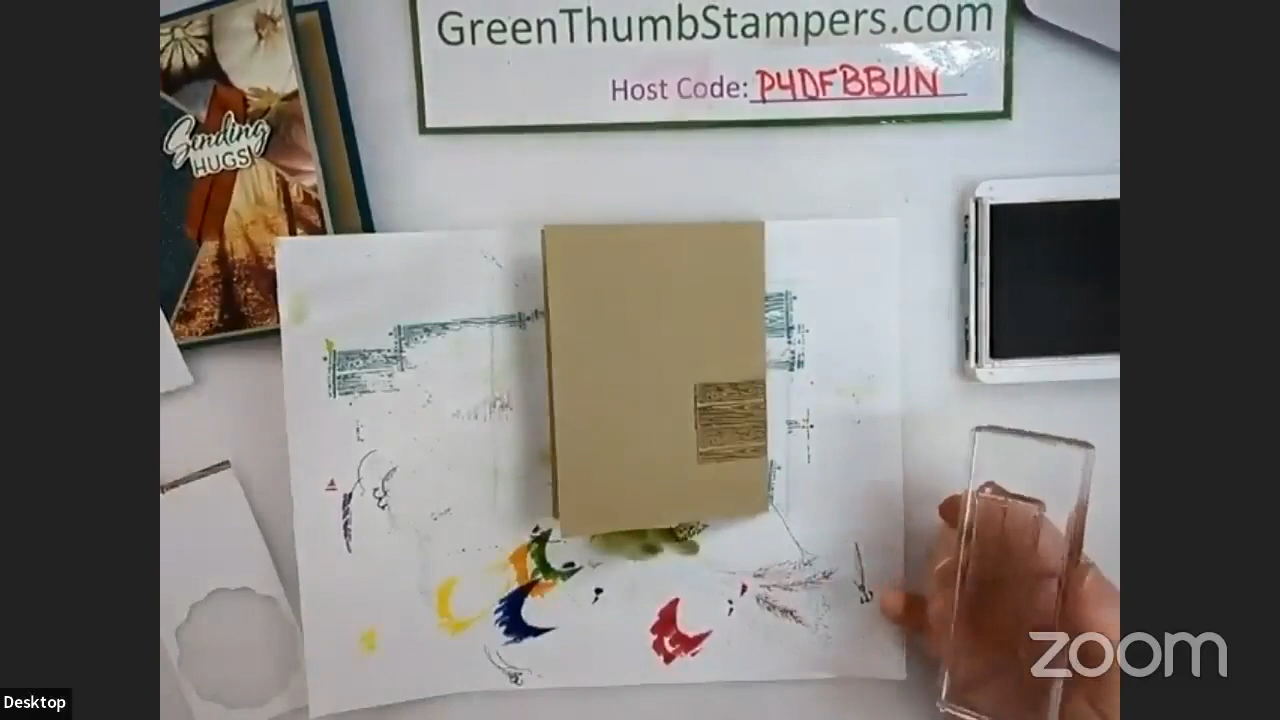 GreenThumbStampers.com
Host Code: P4DFBBUN
Sending
HUGS!
zoom
Desktop